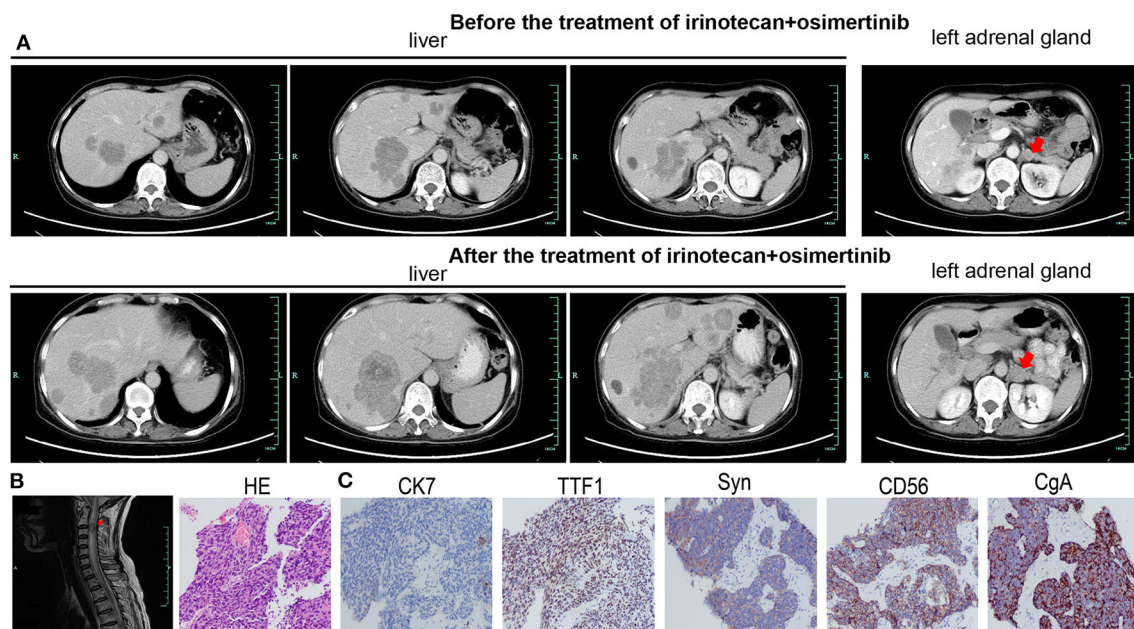 Before the treatment of irinotecan+osimertinib
A
liver
left adrenal gland
R
L
R
L
R
L
R
L
After the treatment of irinotecan+osimertinib
liver
left adrenal gland
R
L
R
L
R
L
R
L
B
HE
C
CK7
TTF1
Syn
CD56
CgA